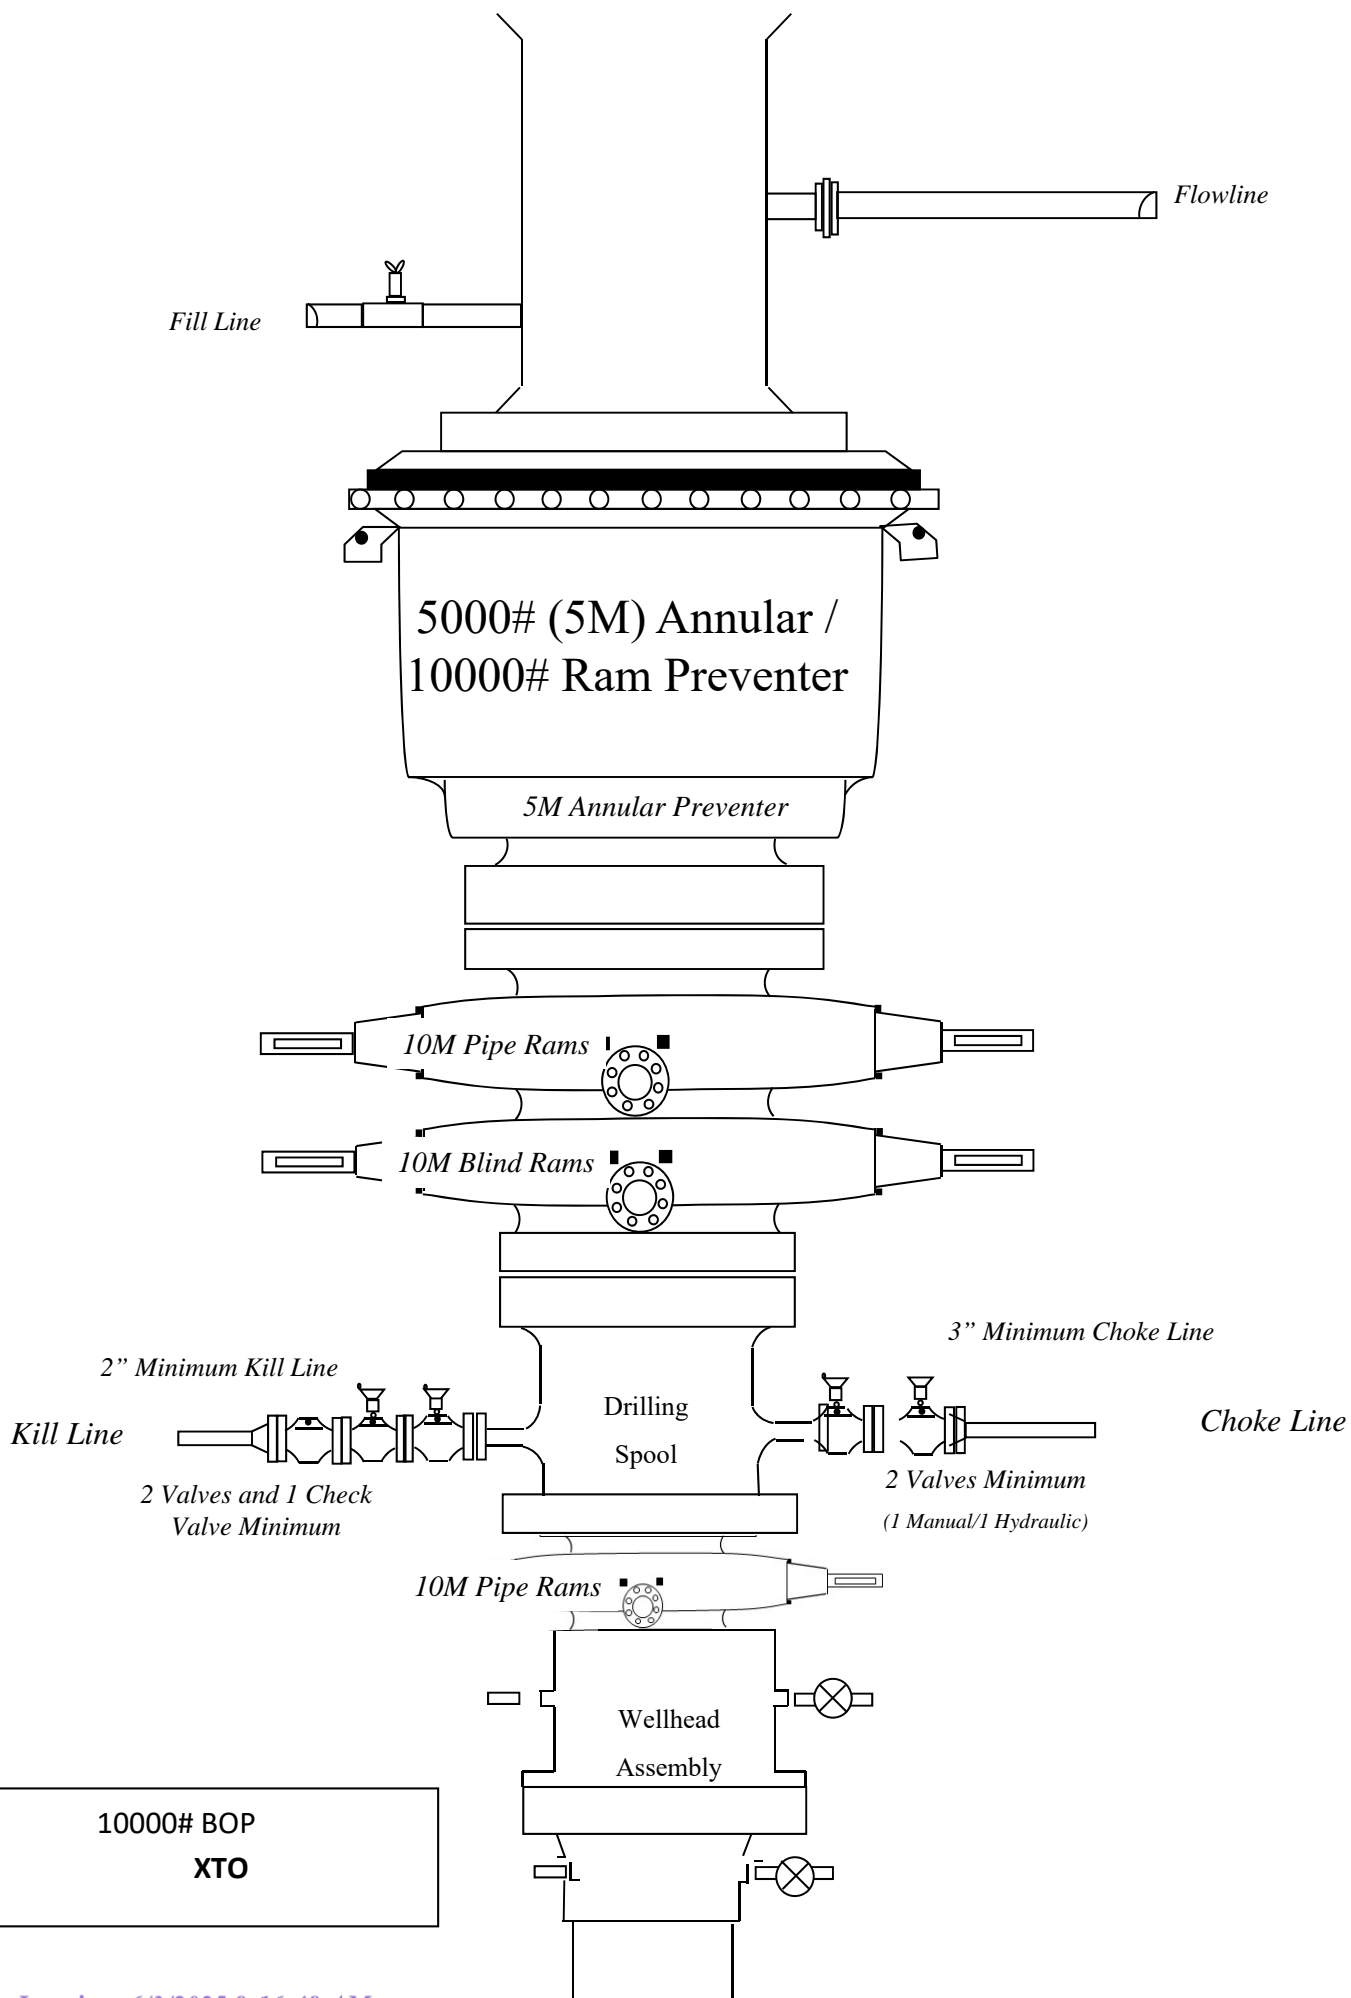 Flowline
Fill Line
5000# (5M) Annular /
10000# Ram Preventer
5M Annular Preventer
10M Pipe Rams
10M Blind Rams
3” Minimum Choke Line
2” Minimum Kill Line
Drilling
Spool
Kill Line
Choke Line
2 Valves and 1 Check
Valve Minimum
2 Valves Minimum
(1 Manual/1 Hydraulic)
10M Pipe Rams
Wellhead
Assembly
10000# BOP
XTO